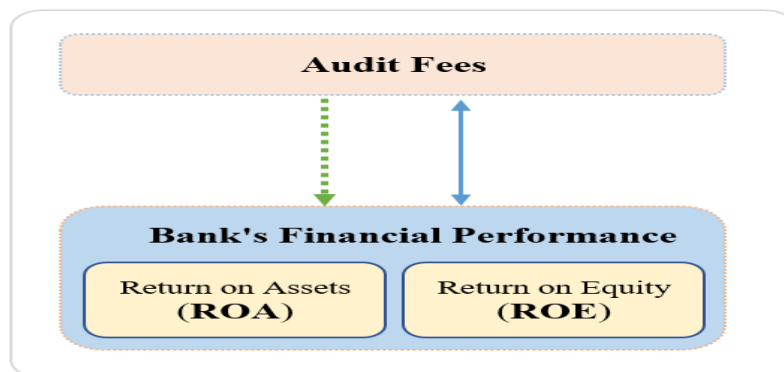 Audit Fees
Bank's Financial Performance
Return on Assets
(ROA)
Return on Equity
(ROE)